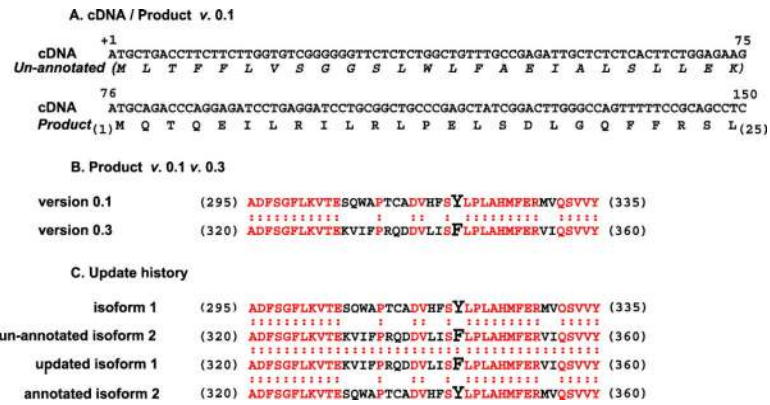 A. cDNA / Product v. 0.1
+1 75
cDNA ATGCTGACCTTCTTCTTGGTGTCGGGGGGTTCTCTCTGGCTGTTTGCCGAGATTGCTCTCTCACTTCTGGAGAAG
Un-annotated (M L T F F L V S G G S L W L F A E I A L S L L E K)
76 150
cDNA ATGCAGACCCAGGAGATCCTGAGGATCCTGCGGCTGCCCGAGCTATCGGACTTGGGCCAGTTTTTCCGCAGCCTC
Product (1) M Q T Q E I L R I L R L P E L S D L G Q F F R S L (25)
B. Product v. 0.1 v. 0.3
version 0.1 (295) ADFSGFLKVTESQWAPTCADVHFSYLPLAHMFERMVQSVVY (335)
version 0.3 (320) ADFSGFLKVTEKVIFPRQDDVLISFLPLAHMFERVIQSVVY (360)
C. Update history
isoform 1 (295) ADFSGFLKVTESQWAPTCADVHFSYLPLAHMFERMVQSVVY (335)
un-annotated isoform 2 (320) ADFSGFLKVTEKVIFPRQDDVLISFLPLAHMFERVIQSVVY (360)
updated isoform 1 (320) ADFSGFLKVTEKVIFPRQDDVLISFLPLAHMFERVIQSVVY (360)
annotated isoform 2 (320) ADFSGFLKVTESQWAPTCADVHFSYLPLAHMFERMVQSVVY (360)